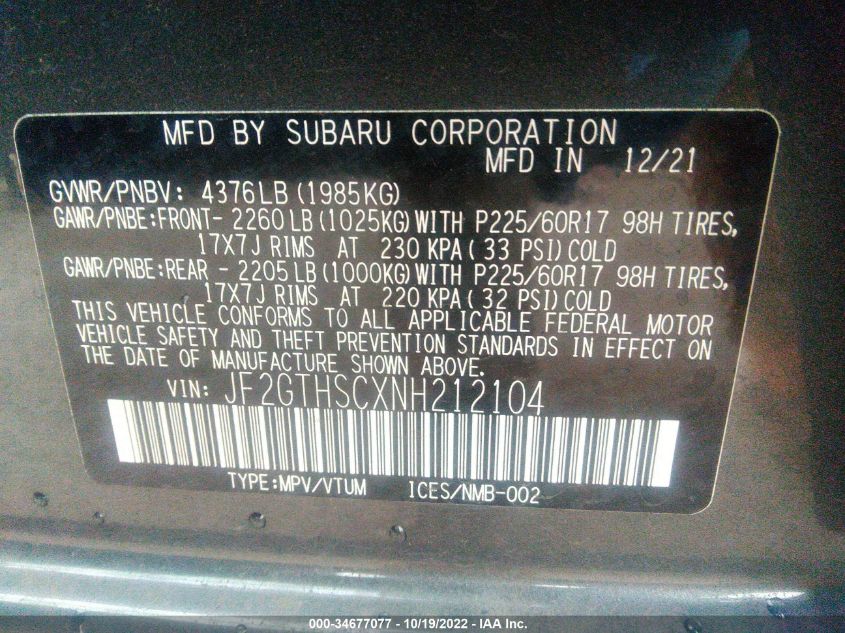 MFD BY SUBARU CORPORATION
MFD IN 12/21
GVWR/PNBV: 4376LB (1985KG)
GAWR/PNBE:FRONT- 2260 LB (1025KG) WITH P225/60R17 98H TIRES,
17X7J RIMS AT 230 KPA ( 33 PSI) COLD
GAWR/PNBE:REAR - 2205 LB (1000KG) WITH P225/60R17 98H TIRES,
17X7J RIMS AT 220 KPA ( 32 PSI) COLD
THIS VEHICLE CONFORMS TO ALL APPLICABLE FEDERAL MOTOR
VEHICLE SAFETY AND THEFT PREVENTION STANDARDS IN EFFECT ON
THE DATE OF MANUFACTURE SHOWN ABOVE.
VIN: JF2GTHSCXNH212104
TYPE:MPV/VTUM ICES/NMB-002
000-34677077 - 10/19/2022 - IAA Inc.